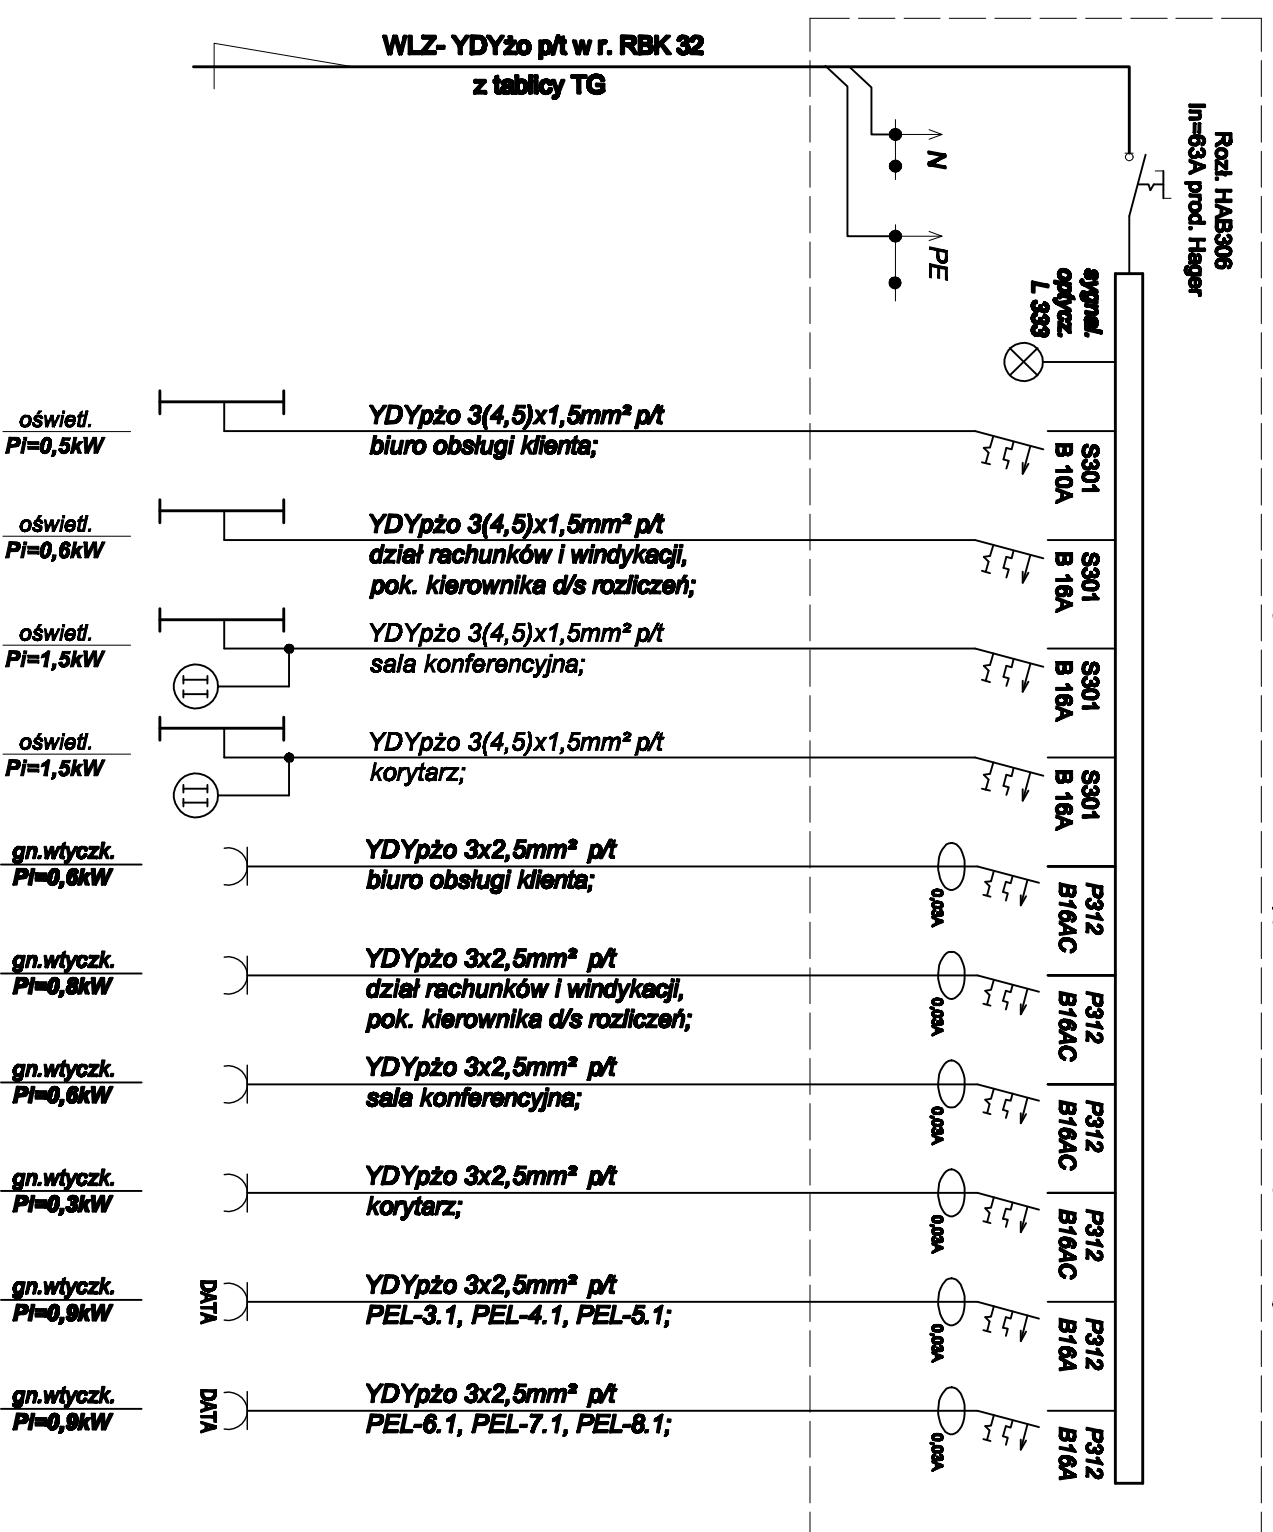 WLZ- YDYżo p/t w r. RBK 32
z tablicy TG
Rozł. HAB306
In=63A prod. Hager
N
PE
sygnal.
optycz.
L 333
oświetl.
Pi=0,5kW
YDYpżo 3(4,5)x1,5mm² p/t
biuro obsługi klienta;
S301
B 10A
oświetl.
Pi=0,6kW
YDYpżo 3(4,5)x1,5mm² p/t
dział rachunków i windykacji,
pok. kierownika d/s rozliczeń;
S301
B 16A
oświetl.
Pi=1,5kW
YDYpżo 3(4,5)x1,5mm² p/t
sala konferencyjna;
S301
B 16A
oświetl.
Pi=1,5kW
YDYpżo 3(4,5)x1,5mm² p/t
korytarz;
S301
B 16A
gn.wtyczk.
Pi=0,6kW
YDYpżo 3x2,5mm² p/t
biuro obsługi klienta;
0,03A
P312
B16AC
gn.wtyczk.
Pi=0,8kW
YDYpżo 3x2,5mm² p/t
dział rachunków i windykacji,
pok. kierownika d/s rozliczeń;
0,03A
P312
B16AC
gn.wtyczk.
Pi=0,6kW
YDYpżo 3x2,5mm² p/t
sala konferencyjna;
0,03A
P312
B16AC
gn.wtyczk.
Pi=0,3kW
YDYpżo 3x2,5mm² p/t
korytarz;
0,03A
P312
B16AC
gn.wtyczk.
Pi=0,9kW
DATA
YDYpżo 3x2,5mm² p/t
PEL-3.1, PEL-4.1, PEL-5.1;
0,03A
P312
B16A
gn.wtyczk.
Pi=0,9kW
DATA
YDYpżo 3x2,5mm² p/t
PEL-6.1, PEL-7.1, PEL-8.1;
0,03A
P312
B16A